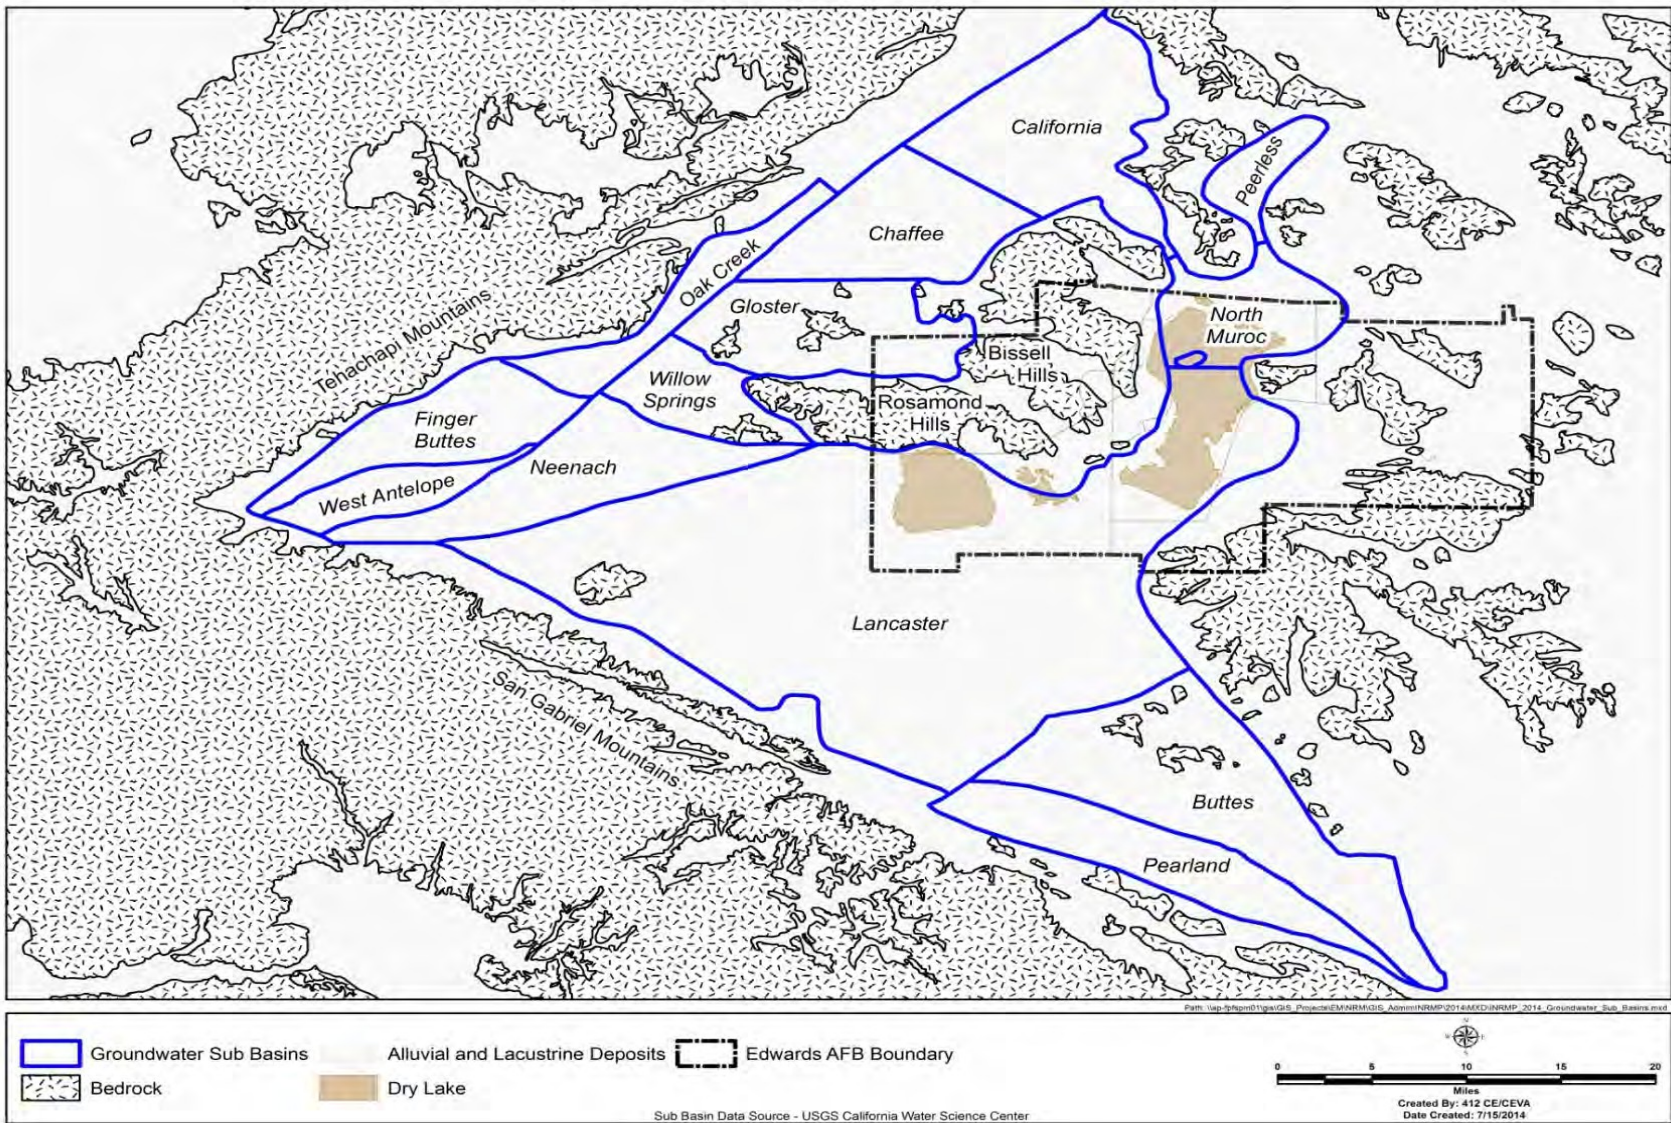 California
Peerless
Chaffee
Oak Creek
Gloster
North
Muroc
Tehachapi Mountains
Bissell
Hills
Willow
Springs
Rosamond
Hills
Finger
Buttes
Neenach
West Antelope
Lancaster
San Gabriel Mountains
Buttes
Pearland
Groundwater Sub Basins
Alluvial and Lacustrine Deposits
Edwards AFB Boundary
Bedrock
Dry Lake
Sub Basin Data Source - USGS California Water Science Center
0 5 10 15 20
Miles
Created By: 412 CE/CEVA
Date Created: 7/15/2014